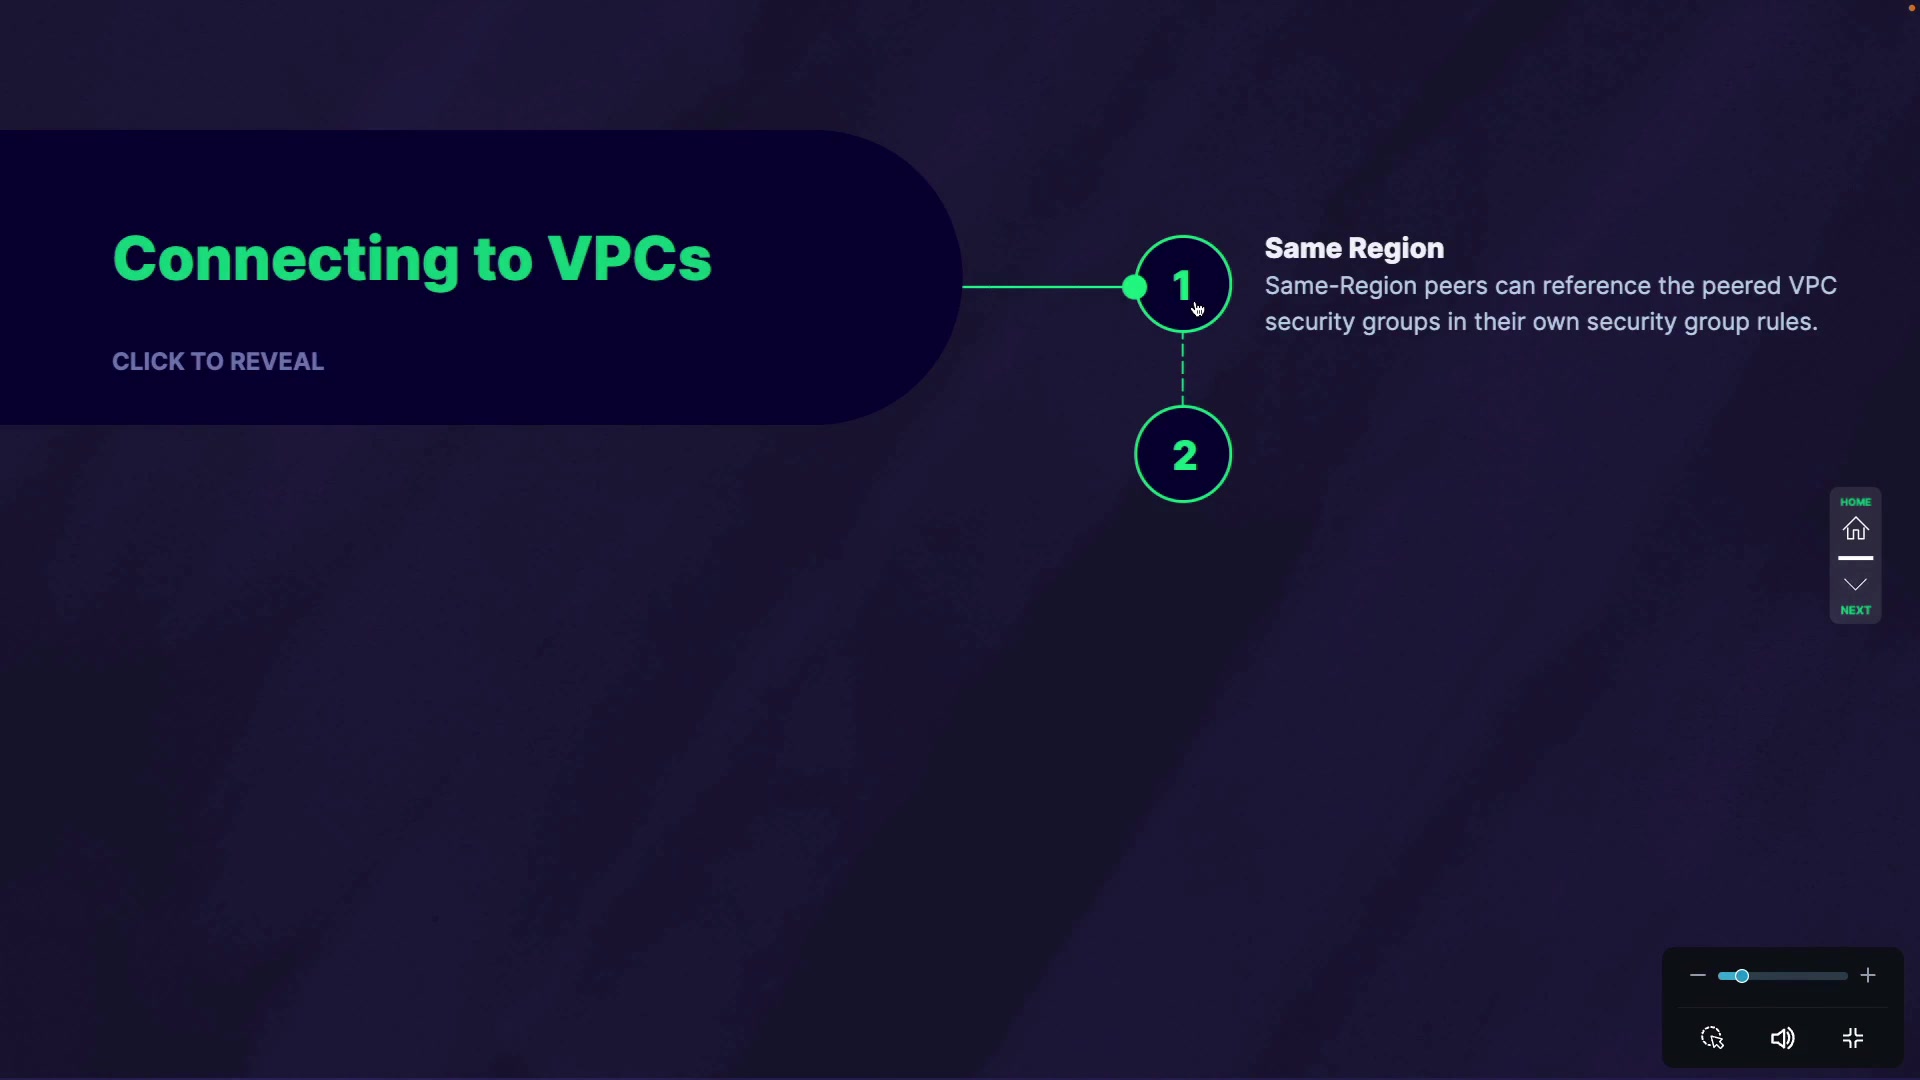 Connecting to VPCs
CLICK TO REVEAL
1
Same Region
Same-Region peers can reference the peered VPC
security groups in their own security group rules.
2
HOME
NEXT